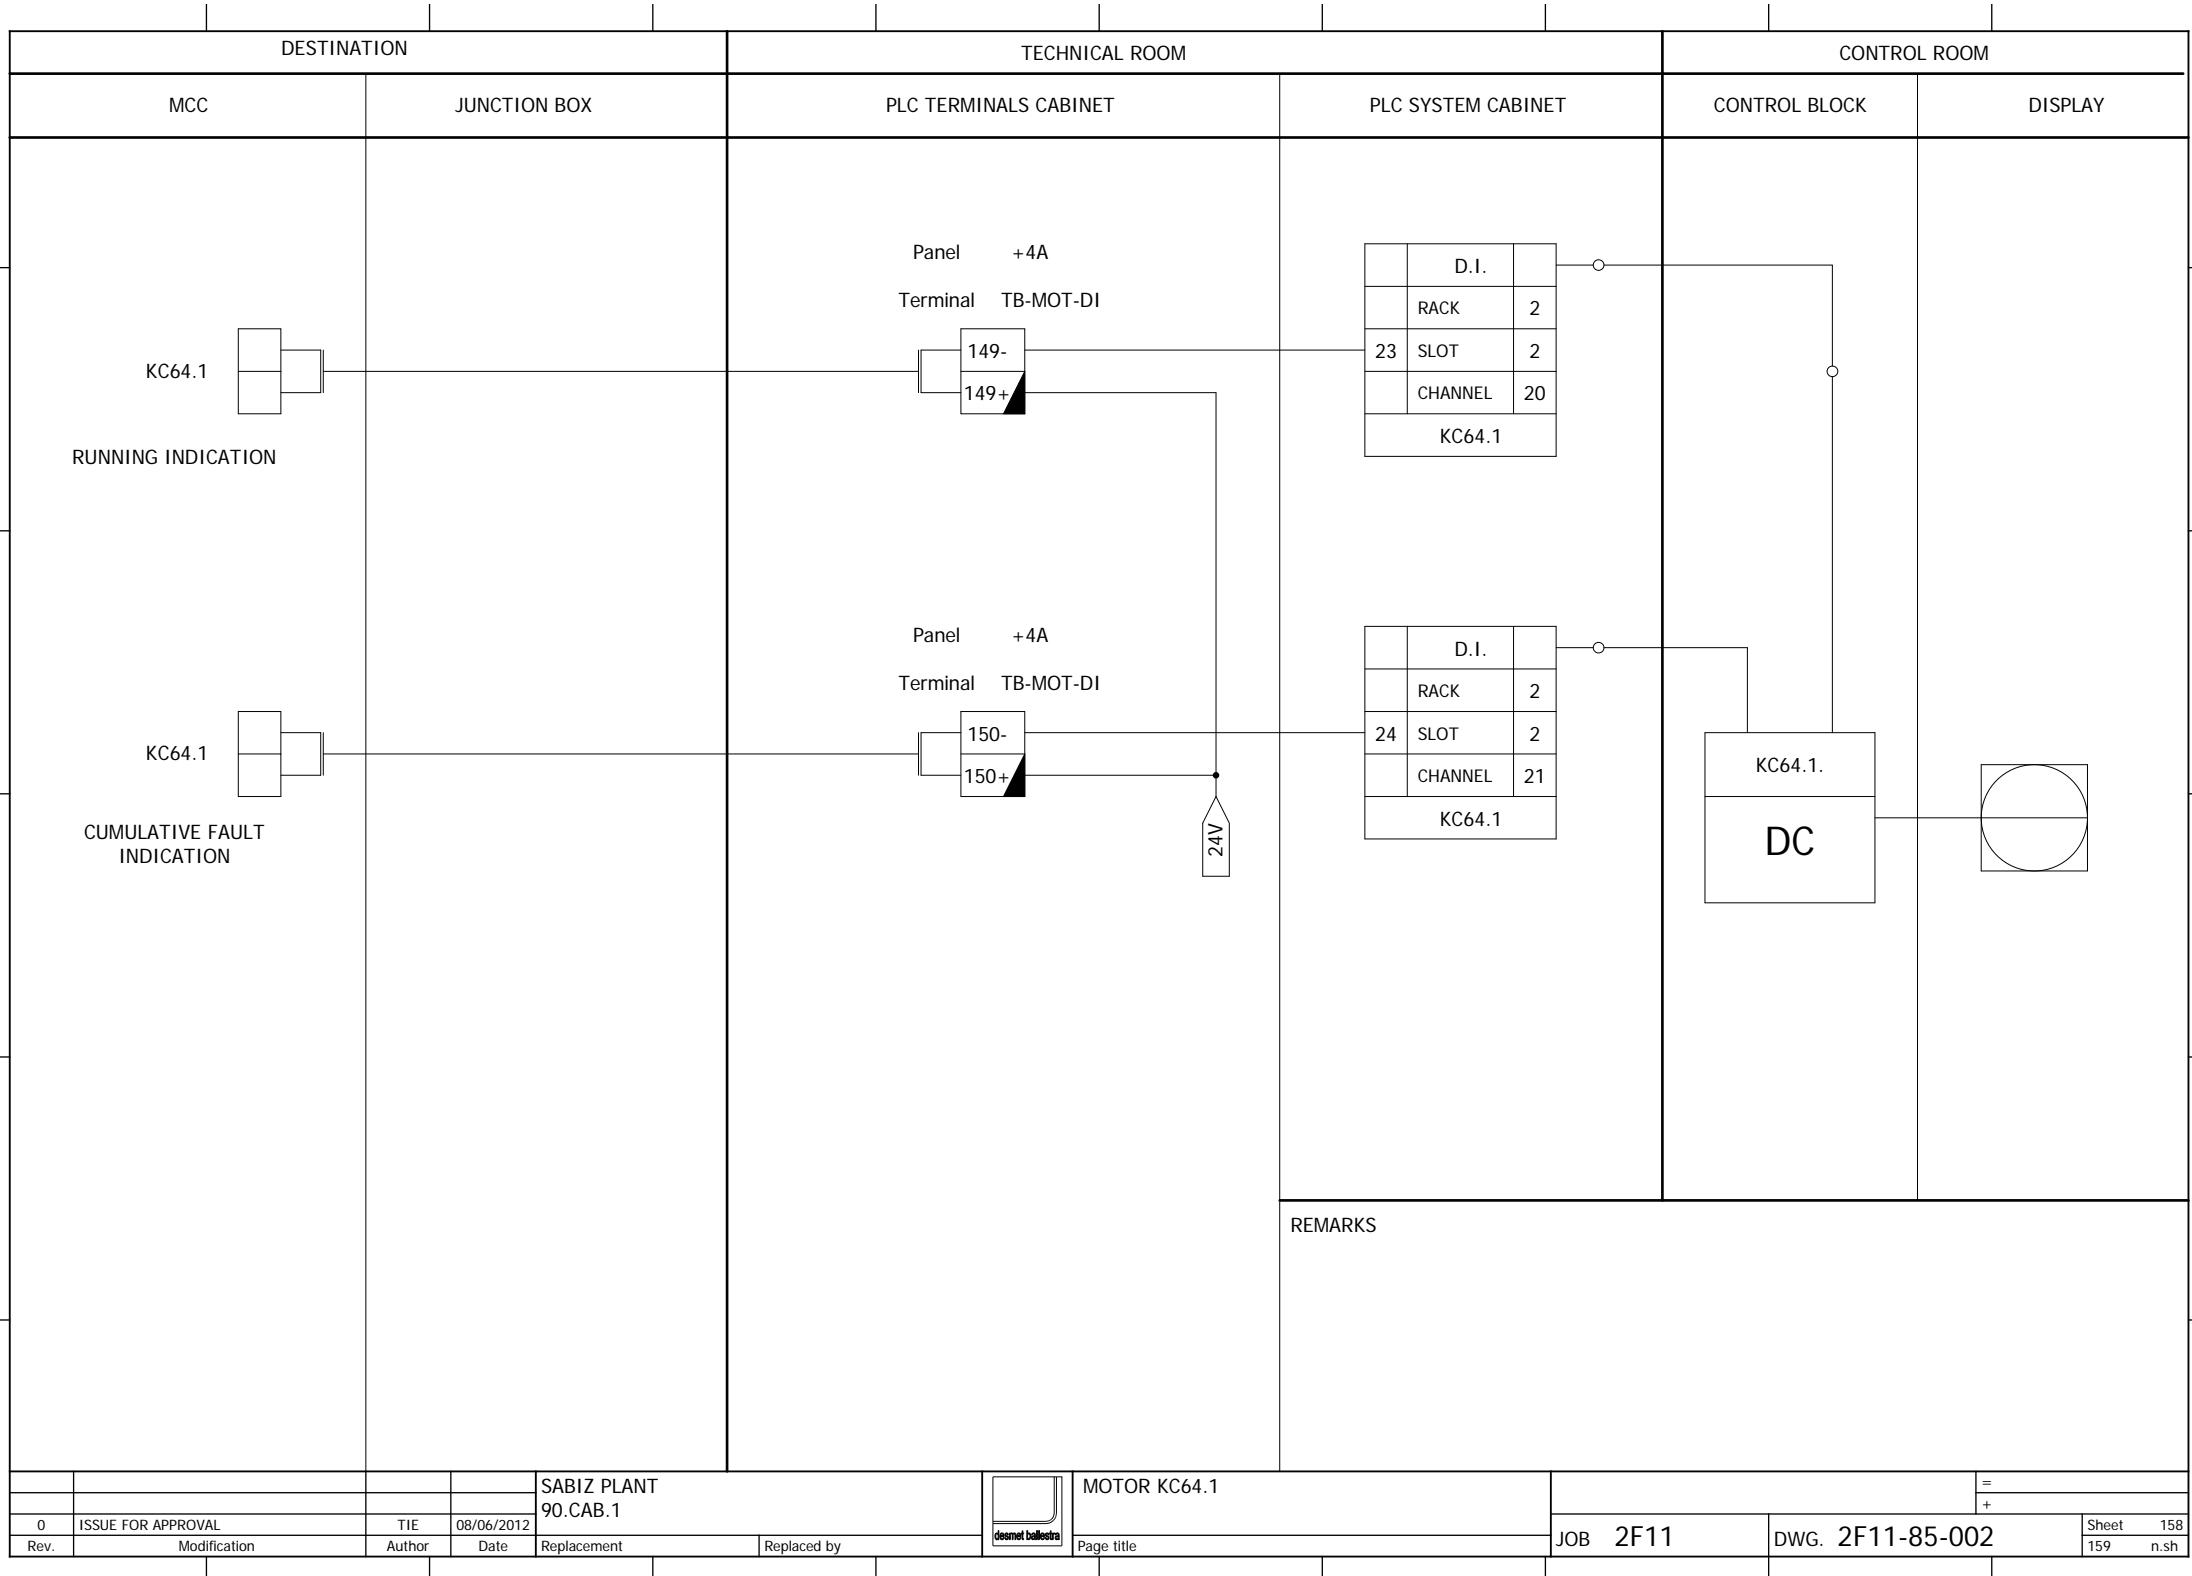 DESTINATION
TECHNICAL ROOM
CONTROL ROOM
MCC
JUNCTION BOX
PLC TERMINALS CABINET
PLC SYSTEM CABINET
CONTROL BLOCK
DISPLAY
KC64.1
RUNNING INDICATION
Panel +4A
Terminal TB-MOT-DI
149-
149+
D.I.
RACK 2
23 SLOT 2
CHANNEL 20
KC64.1
KC64.1
CUMULATIVE FAULT
INDICATION
Panel +4A
Terminal TB-MOT-DI
150-
150+
24V
D.I.
RACK 2
24 SLOT 2
CHANNEL 21
KC64.1
KC64.1.
DC
REMARKS
0 ISSUE FOR APPROVAL TIE 08/06/2012
Rev. Modification Author Date
SABIZ PLANT
90.CAB.1
Replacement
Replaced by
desmet ballestra
MOTOR KC64.1
Page title
=
+
JOB 2F11
DWG. 2F11-85-002
Sheet 158
159 n.sh